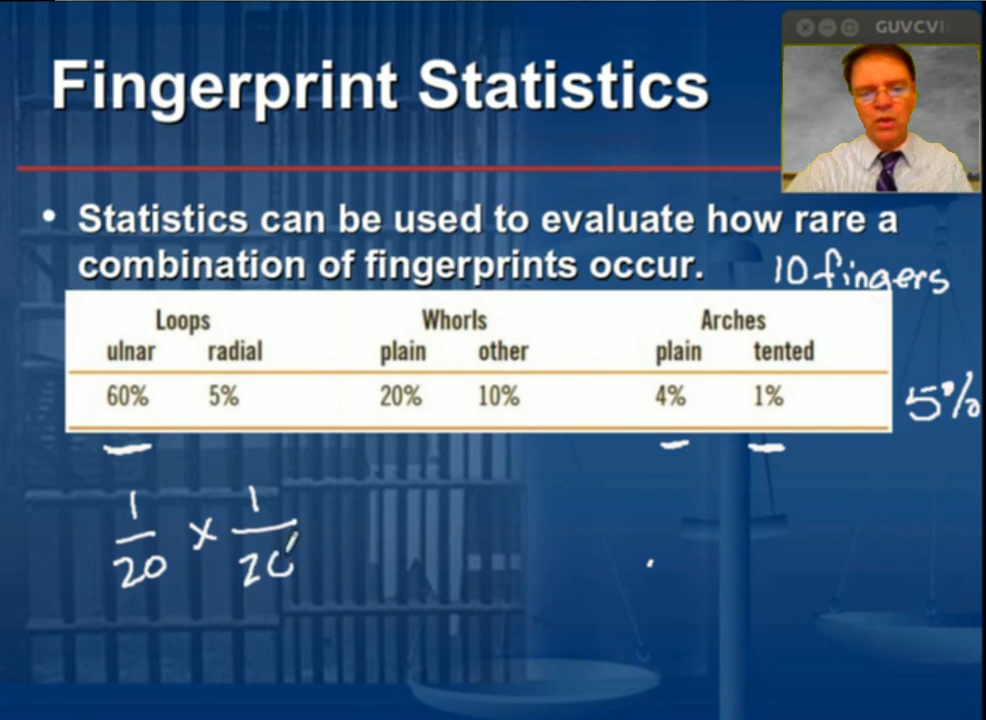 GUVCVI
Fingerprint Statistics
• Statistics can be used to evaluate how rare a
combination of fingerprints occur.
10 fingers
Loops Whorls Arches
ulnar radial plain other plain tented
60% 5% 20% 10% 4% 1%
5%
1/20 x 1/20